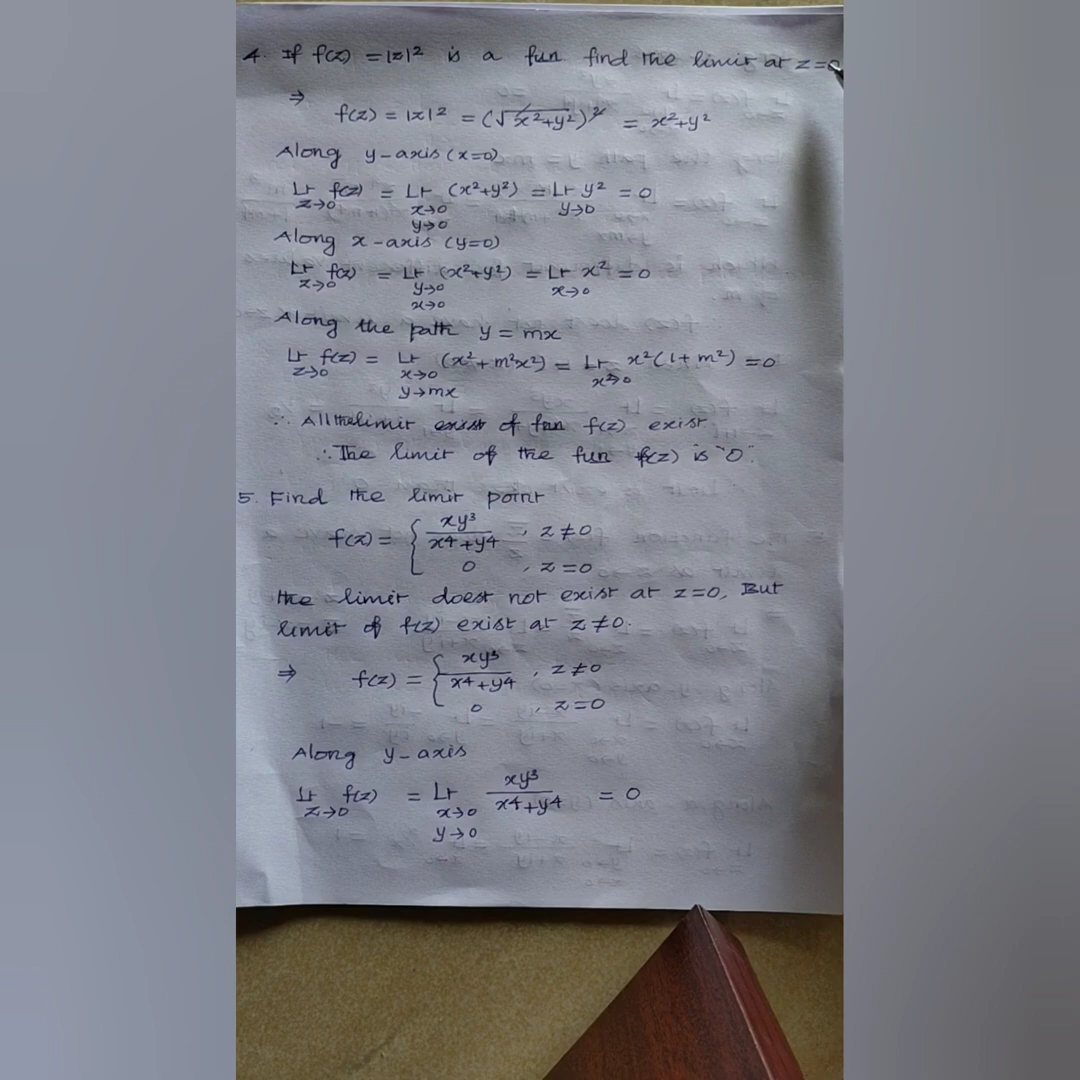 4. If f(z) = |z|² is a fun find the limit at z=0
⇒
f(z) = |z|² = (√x²+y²)² = x²+y²
Along y-axis (x=0)
Lt f(z) = Lt (x²+y²) = Lt y² = 0
z→0 x→0 y→0
y→0
Along x-axis (y=0)
Lt f(z) = Lt (x²+y²) = Lt x² = 0
z→0 y→0 x→0
x→0
Along the path y = mx
Lt f(z) = Lt (x²+m²x²) = Lt x²(1+m²) = 0
z→0 x→0 x→0
y→mx
∴ All the limit exist of fun f(z) exist
∴ The limit of the fun f(z) is "0".
5. Find the limit point
f(z) = { xy³/x⁴+y⁴ , z≠0
0 , z=0
the limit doest not exist at z=0, But
limit of f(z) exist at z≠0.
⇒ f(z) = { xy³/x⁴+y⁴ , z≠0
0 , z=0
Along y-axis
Lt f(z) = Lt xy³/x⁴+y⁴ = 0
z→0 x→0
y→0